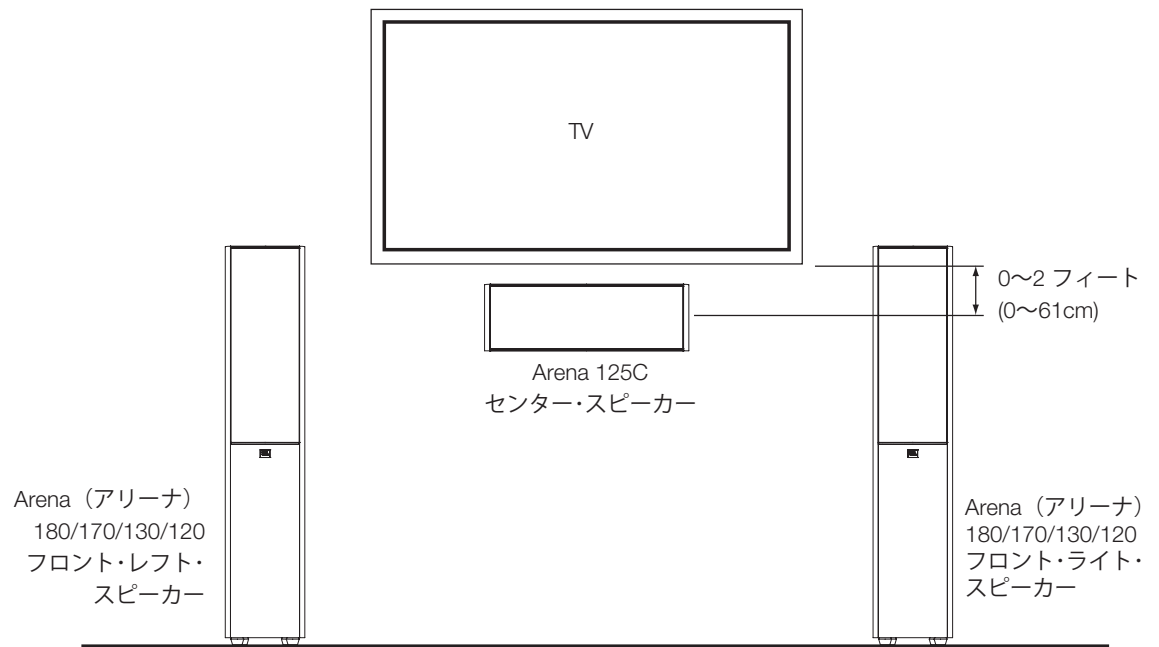 TV
0～2 フィート
(0～61cm)
Arena 125C
センター・スピーカー
Arena（アリーナ）
180/170/130/120
フロント・レフト・
スピーカー
Arena（アリーナ）
180/170/130/120
フロント・ライト・
スピーカー